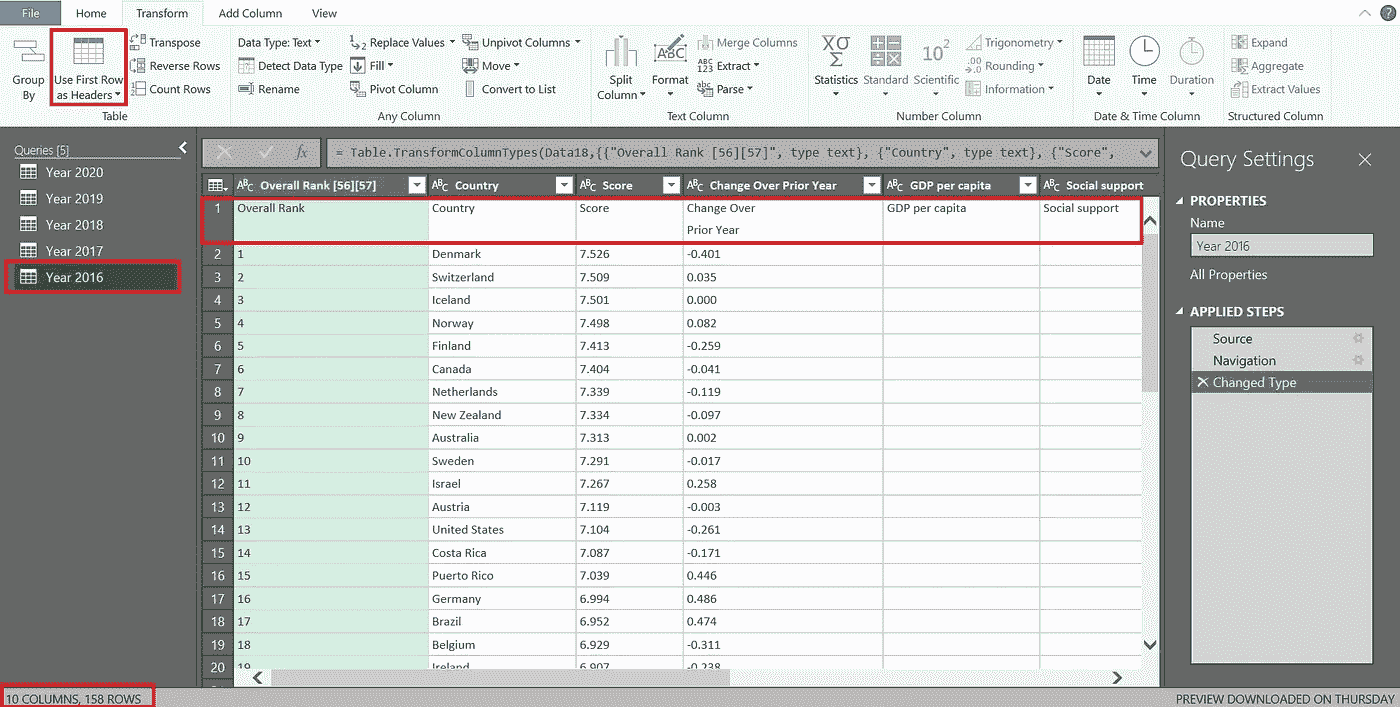 File Home Transform Add Column View
Group By
Use First Row as Headers
Transpose
Reverse Rows
Count Rows
Table
Data Type: Text
Detect Data Type
Rename
Replace Values
Fill
Pivot Column
Unpivot Columns
Move
Convert to List
Any Column
Split Column
Format
ABC
Merge Columns
ABC 123 Extract
abc Parse
Text Column
Χσ Σ
Statistics
Standard
10²
Scientific
Trigonometry
.00 Rounding
Information
Number Column
Date
Time
Duration
Date & Time Column
Expand
Aggregate
Extract Values
Structured Column
Queries [5]
Year 2020
Year 2019
Year 2018
Year 2017
Year 2016
fx = Table.TransformColumnTypes(Data18,{{"Overall Rank [56][57]", type text}, {"Country", type text}, {"Score",
ABC Overall Rank [56][57] ABC Country ABC Score ABC Change Over Prior Year ABC GDP per capita ABC Social support
1 Overall Rank Country Score Change Over GDP per capita Social support
Prior Year
2 1 Denmark 7.526 -0.401
3 2 Switzerland 7.509 0.035
4 3 Iceland 7.501 0.000
5 4 Norway 7.498 0.082
6 5 Finland 7.413 -0.259
7 6 Canada 7.404 -0.041
8 7 Netherlands 7.339 -0.119
9 8 New Zealand 7.334 -0.097
10 9 Australia 7.313 0.002
11 10 Sweden 7.291 -0.017
12 11 Israel 7.267 0.258
13 12 Austria 7.119 -0.003
14 13 United States 7.104 -0.261
15 14 Costa Rica 7.087 -0.171
16 15 Puerto Rico 7.039 0.446
17 16 Germany 6.994 0.486
18 17 Brazil 6.952 0.474
19 18 Belgium 6.929 -0.311
20 19 Ireland 6.907 -0.238
Query Settings
PROPERTIES
Name
Year 2016
All Properties
APPLIED STEPS
Source
Navigation
Changed Type
10 COLUMNS, 158 ROWS
PREVIEW DOWNLOADED ON THURSDAY